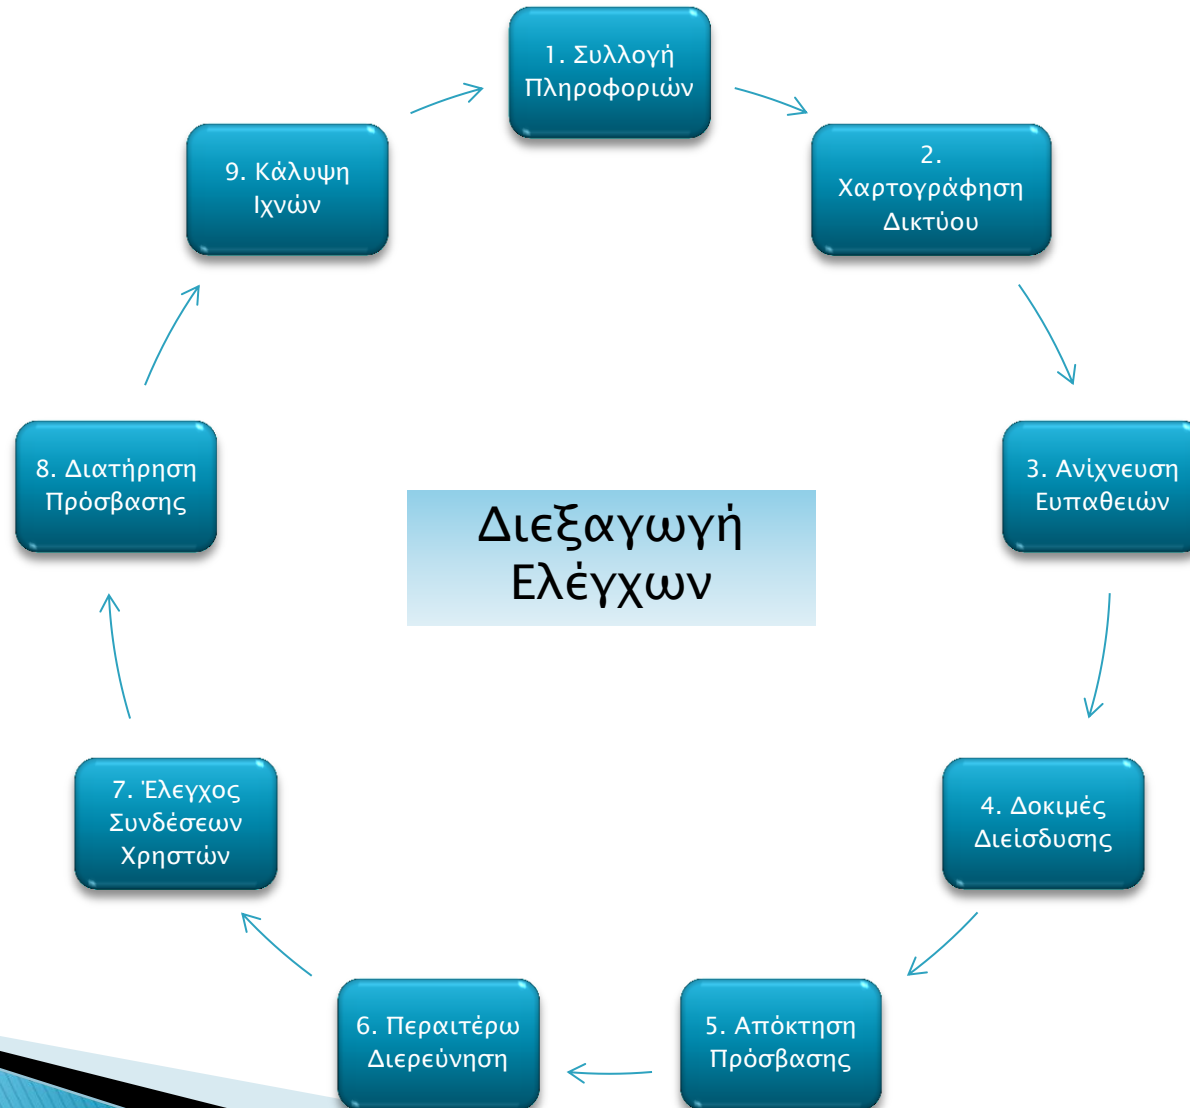 1. Συλλογή
Πληροφοριών
2.
Χαρτογράφηση
Δικτύου
3. Ανίχνευση
Ευπαθειών
4. Δοκιμές
Διείσδυσης
5. Απόκτηση
Πρόσβασης
6. Περαιτέρω
Διερεύνηση
7. Έλεγχος
Συνδέσεων
Χρηστών
8. Διατήρηση
Πρόσβασης
9. Κάλυψη
Ιχνών
Διεξαγωγή
Ελέγχων